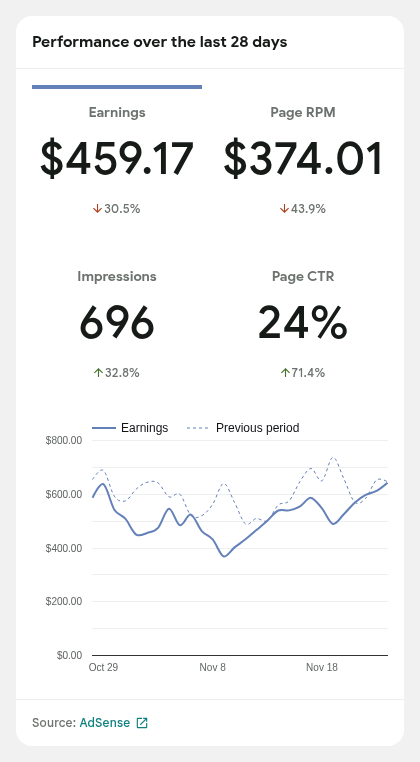 Performance over the last 28 days
Earnings
Page RPM
$459.17
$374.01
30.5%
43.9%
Impressions
Page CTR
696
24%
32.8%
71.4%
Earnings
Previous period
$800.00
$600.00
$400.00
$200.00
$0.00
Oct 29
Nov 8
Nov 18
Source: AdSense